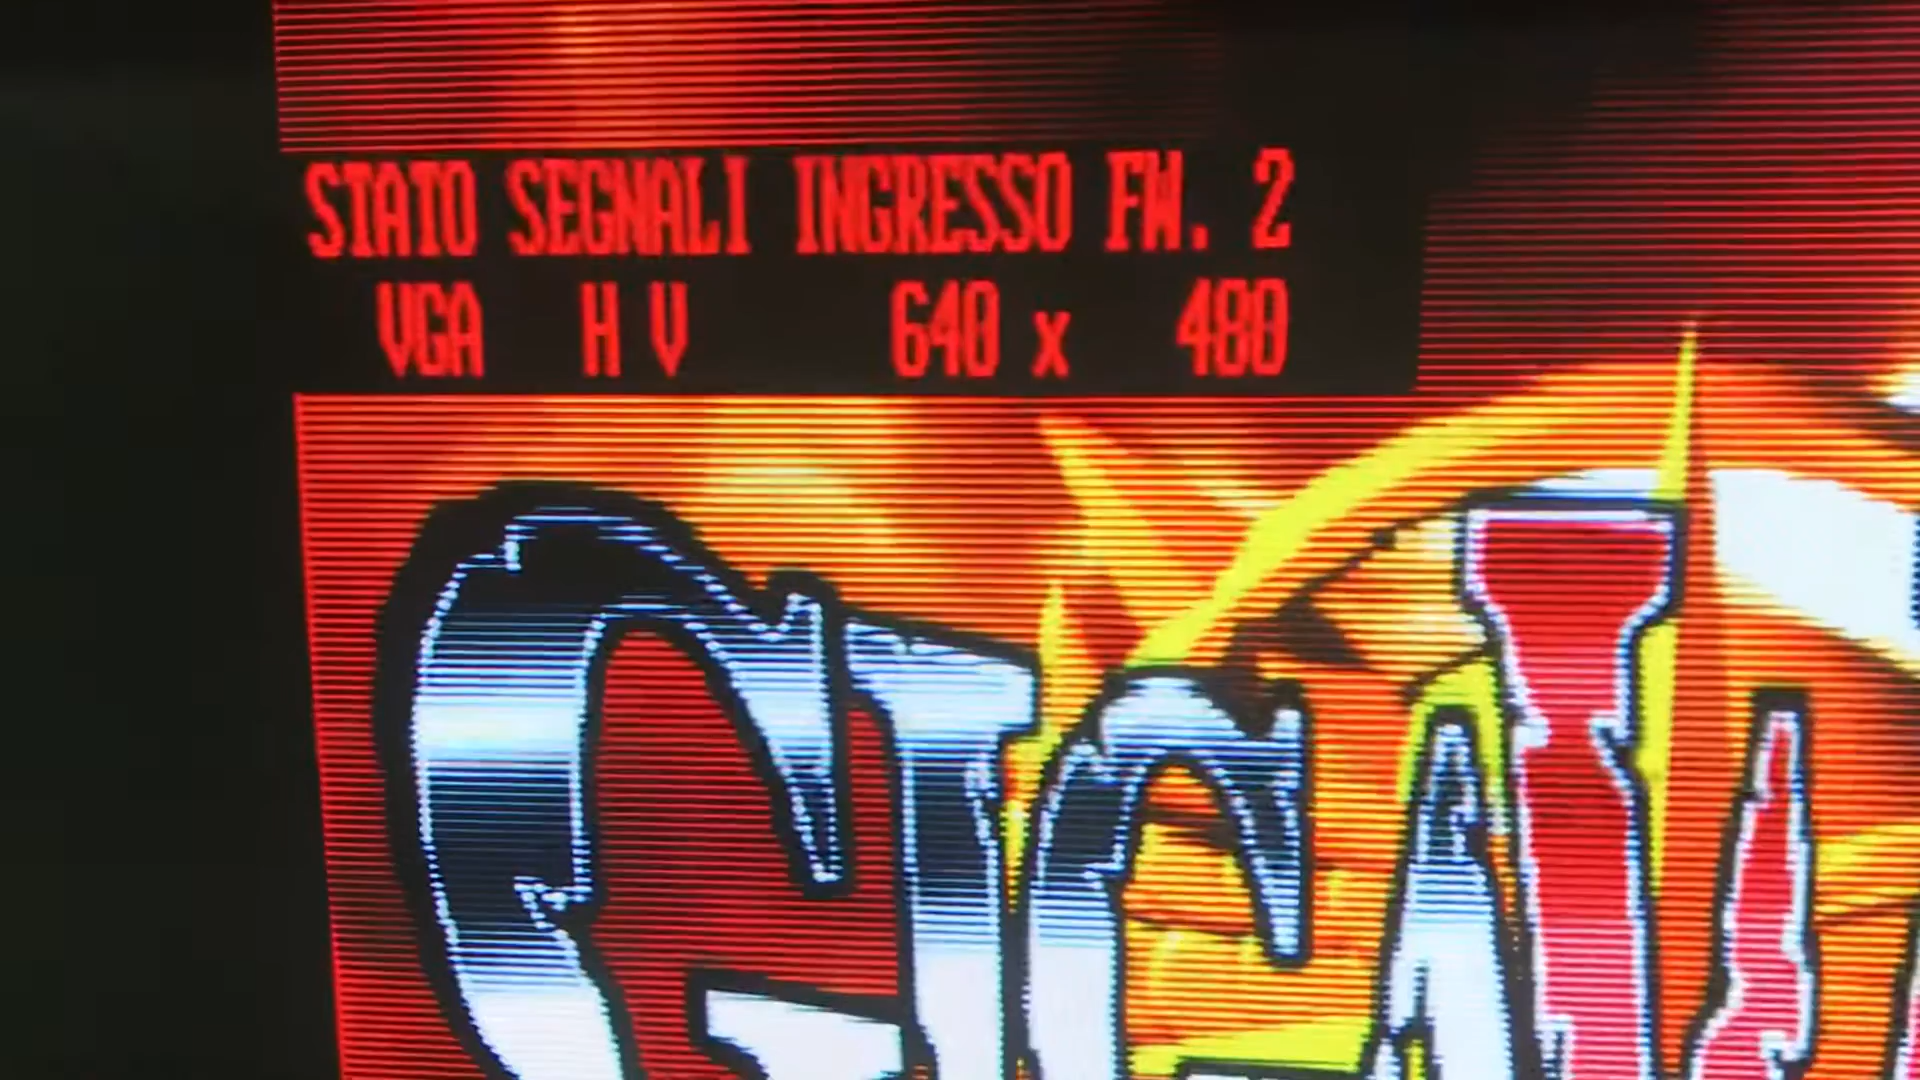 STATO SEGNALI INGRESSO FW. 2
VGA H V 640 x 480